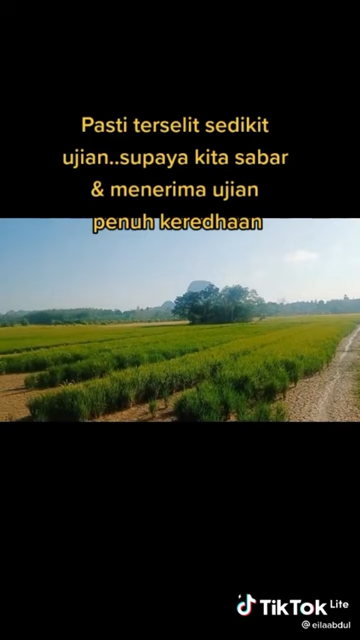 Pasti terselit sedikit
ujian..supaya kita sabar
& menerima ujian
penuh keredhaan
TikTok Lite
@eilaabdul